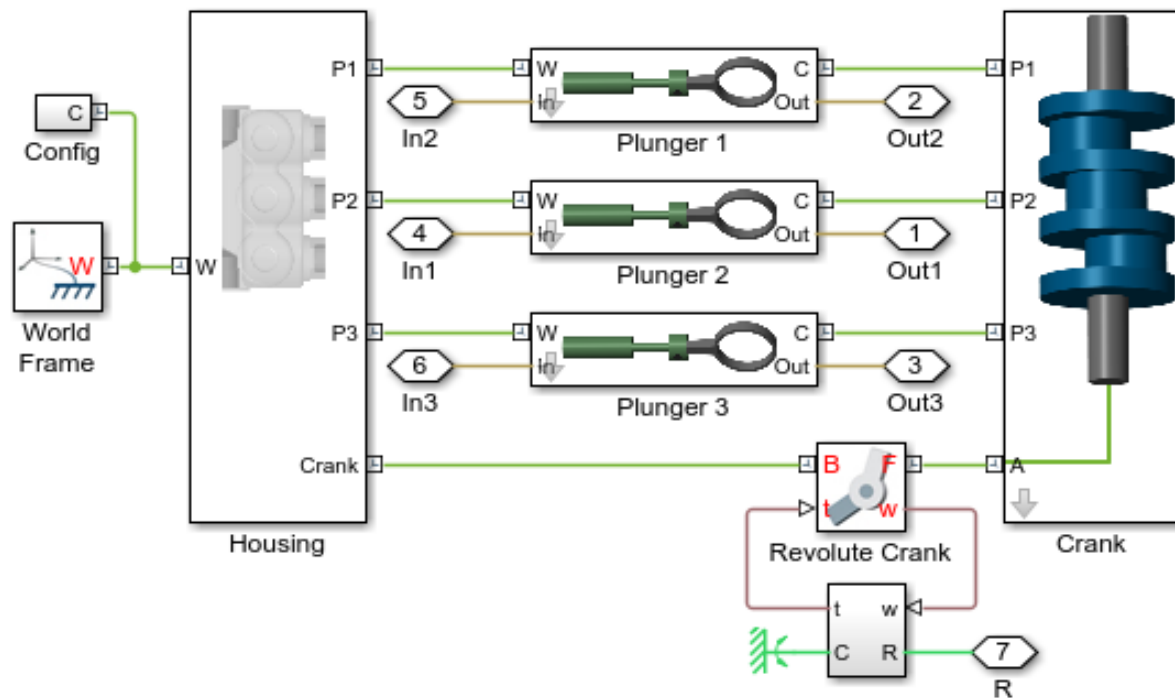 P1
W
C
P1
In
Out
5
2
In2
Plunger 1
Out2
C
Config
P2
W
C
P2
In
Out
4
1
In1
Plunger 2
Out1
W
W
World
Frame
P3
W
C
P3
In
Out
6
3
In3
Plunger 3
Out3
Crank
B
F
A
t
w
Housing
Revolute Crank
Crank
t
w
C
R
7
R